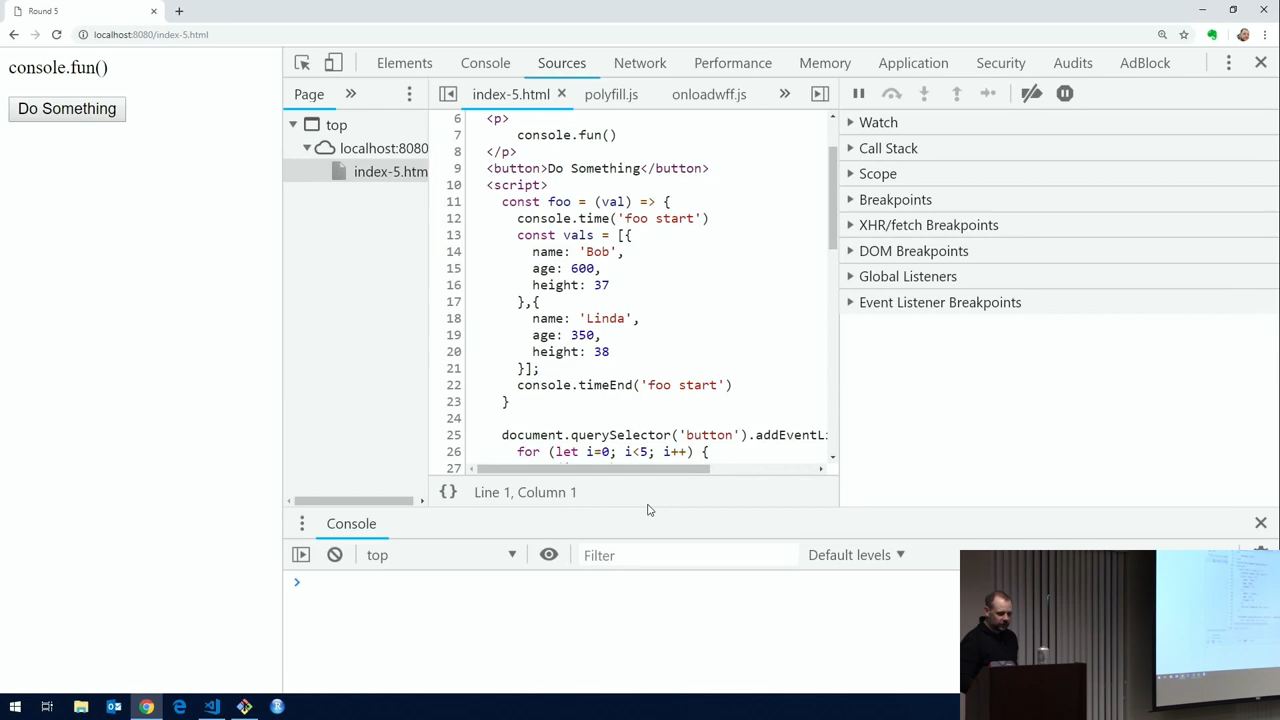 Round 5
localhost:8080/index-5.html
console.fun()
Do Something
Elements Console Sources Network Performance Memory Application Security Audits AdBlock
Page
top
localhost:8080
index-5.htm
index-5.html polyfill.js onloadwff.js
6 <p>
7 console.fun()
8 </p>
9 <button>Do Something</button>
10 <script>
11 const foo = (val) => {
12 console.time('foo start')
13 const vals = [{
14 name: 'Bob',
15 age: 600,
16 height: 37
17 },{
18 name: 'Linda',
19 age: 350,
20 height: 38
21 }];
22 console.timeEnd('foo start')
23 }
24
25 document.querySelector('button').addEventLi
26 for (let i=0; i<5; i++) {
27
{} Line 1, Column 1
Watch
Call Stack
Scope
Breakpoints
XHR/fetch Breakpoints
DOM Breakpoints
Global Listeners
Event Listener Breakpoints
Console
top Filter Default levels